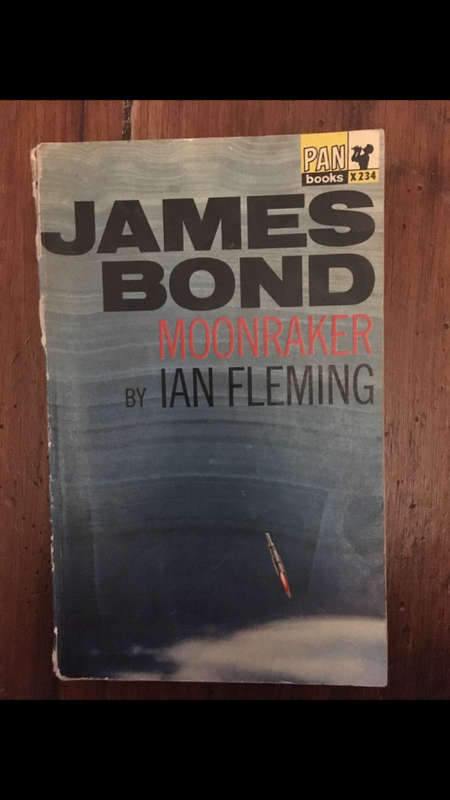 PAN
books X234
JAMES
BOND
MOONRAKER
BY IAN FLEMING